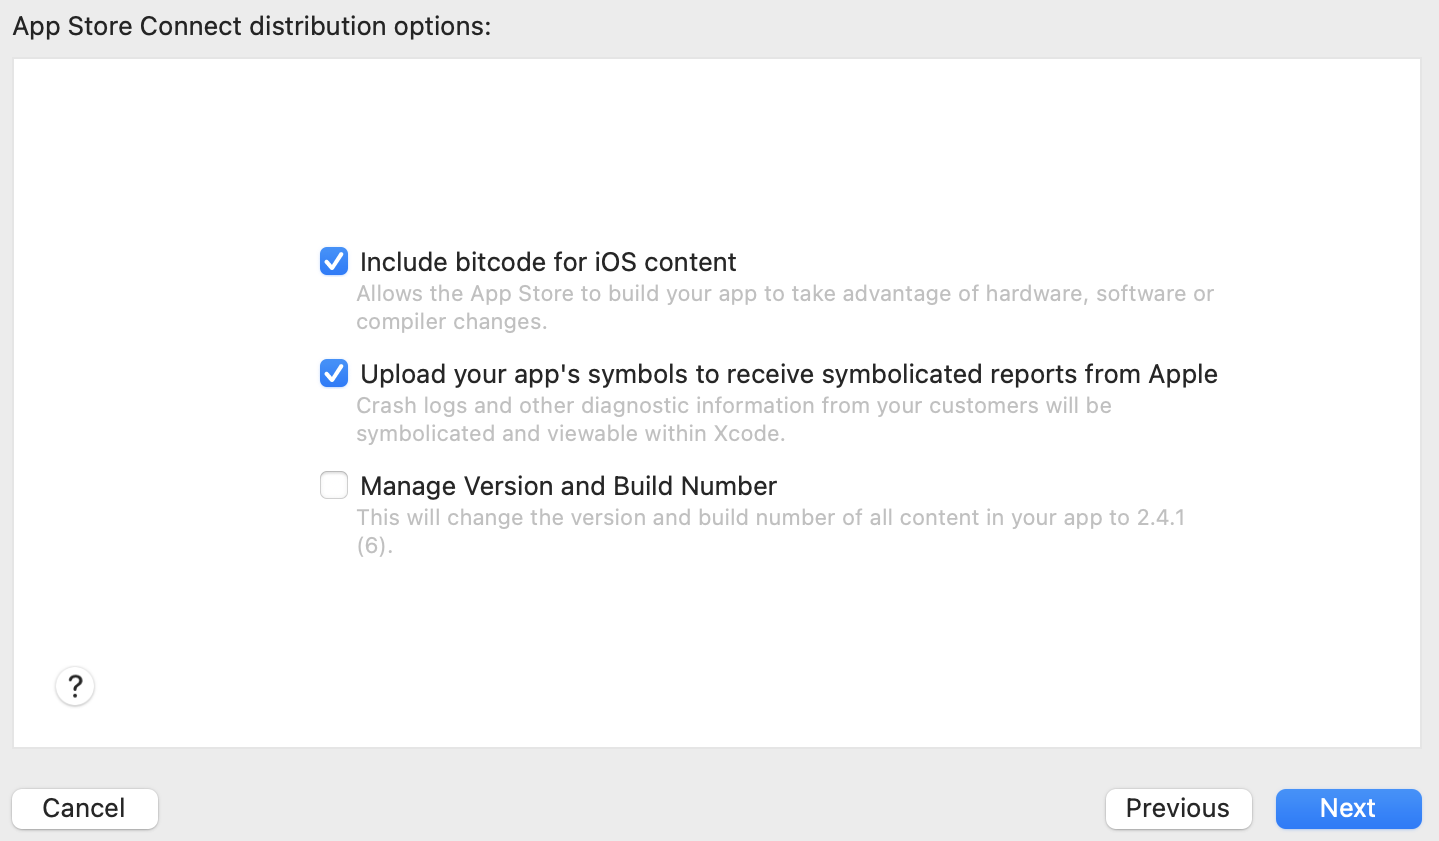 App Store Connect distribution options:
Include bitcode for iOS content
Allows the App Store to build your app to take advantage of hardware, software or
compiler changes.
Upload your app's symbols to receive symbolicated reports from Apple
Crash logs and other diagnostic information from your customers will be
symbolicated and viewable within Xcode.
Manage Version and Build Number
This will change the version and build number of all content in your app to 2.4.1
(6).
?
Cancel
Previous
Next